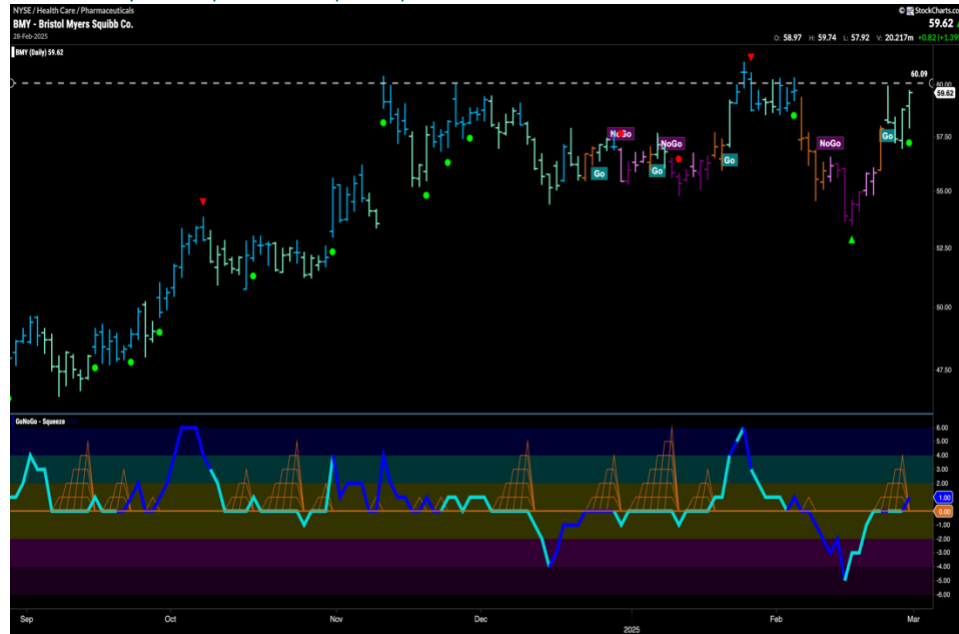 NYSE / Health Care / Pharmaceuticals © StockCharts.co
BMY - Bristol Myers Squibb Co. 59.62
28-Feb-2025 O: 58.97 H: 59.74 L: 57.92 V: 20.217m +0.82 (+1.39
BMY (Daily) 59.62
60.09
60.00
59.62
NoGo
57.50
NoGo
NoGo
Go
Go
Go
Go
55.00
52.50
50.00
47.50
GoNoGo - Squeeze
6.00
5.00
4.00
3.00
2.00
1.00
0.00
-1.00
-2.00
-3.00
-4.00
-5.00
-6.00
Sep Oct Nov Dec 2025 Feb Mar